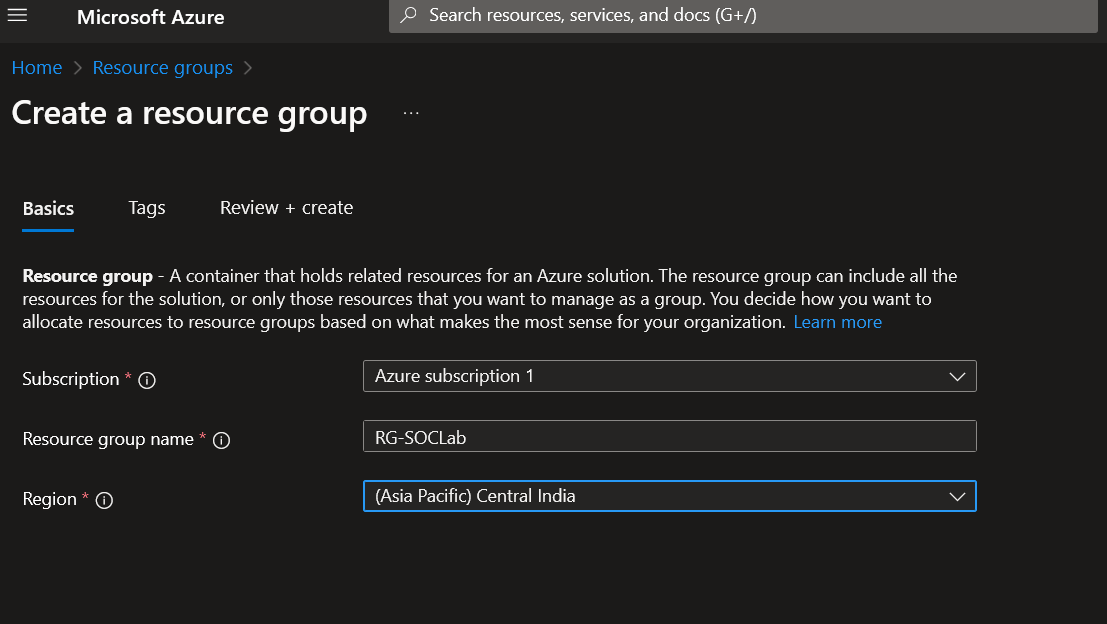 Microsoft Azure
Search resources, services, and docs (G+/)
Home > Resource groups >
Create a resource group ...
Basics Tags Review + create
Resource group - A container that holds related resources for an Azure solution. The resource group can include all the
resources for the solution, or only those resources that you want to manage as a group. You decide how you want to
allocate resources to resource groups based on what makes the most sense for your organization. Learn more
Subscription * Azure subscription 1
Resource group name * RG-SOCLab
Region * (Asia Pacific) Central India